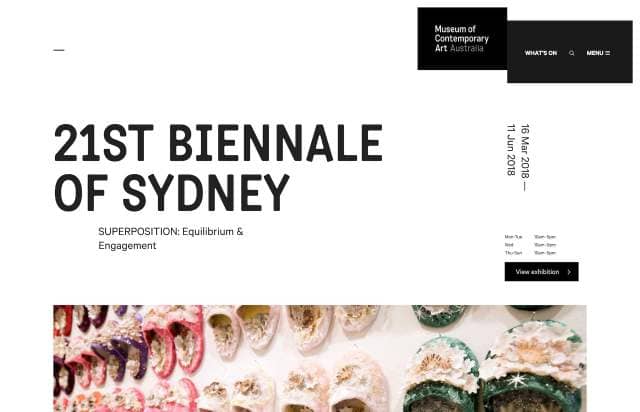 Museum of
Contemporary
Art Australia
WHAT'S ON
MENU
21ST BIENNALE
OF SYDNEY
16 Mar 2018 —
11 Jun 2018
SUPERPOSITION: Equilibrium &
Engagement
Mon-Tue 10am-5pm
Wed 10am-9pm
Thu-Sun 10am-5pm
View exhibition